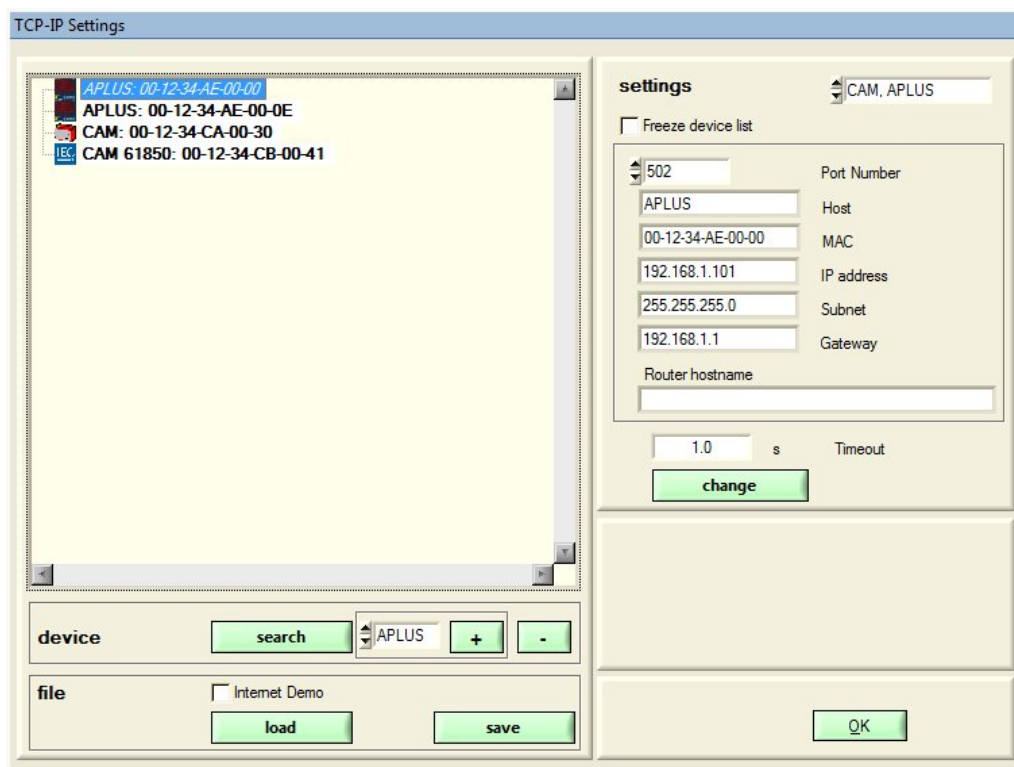 TCP-IP Settings
APLUS: 00-12-34-AE-00-00
APLUS: 00-12-34-AE-00-0E
CAM: 00-12-34-CA-00-30
IEC CAM 61850: 00-12-34-CB-00-41
device search APLUS + -
file Internet Demo
load save
settings CAM, APLUS
Freeze device list
502 Port Number
APLUS Host
00-12-34-AE-00-00 MAC
192.168.1.101 IP address
255.255.255.0 Subnet
192.168.1.1 Gateway
Router hostname
1.0 s Timeout
change
OK